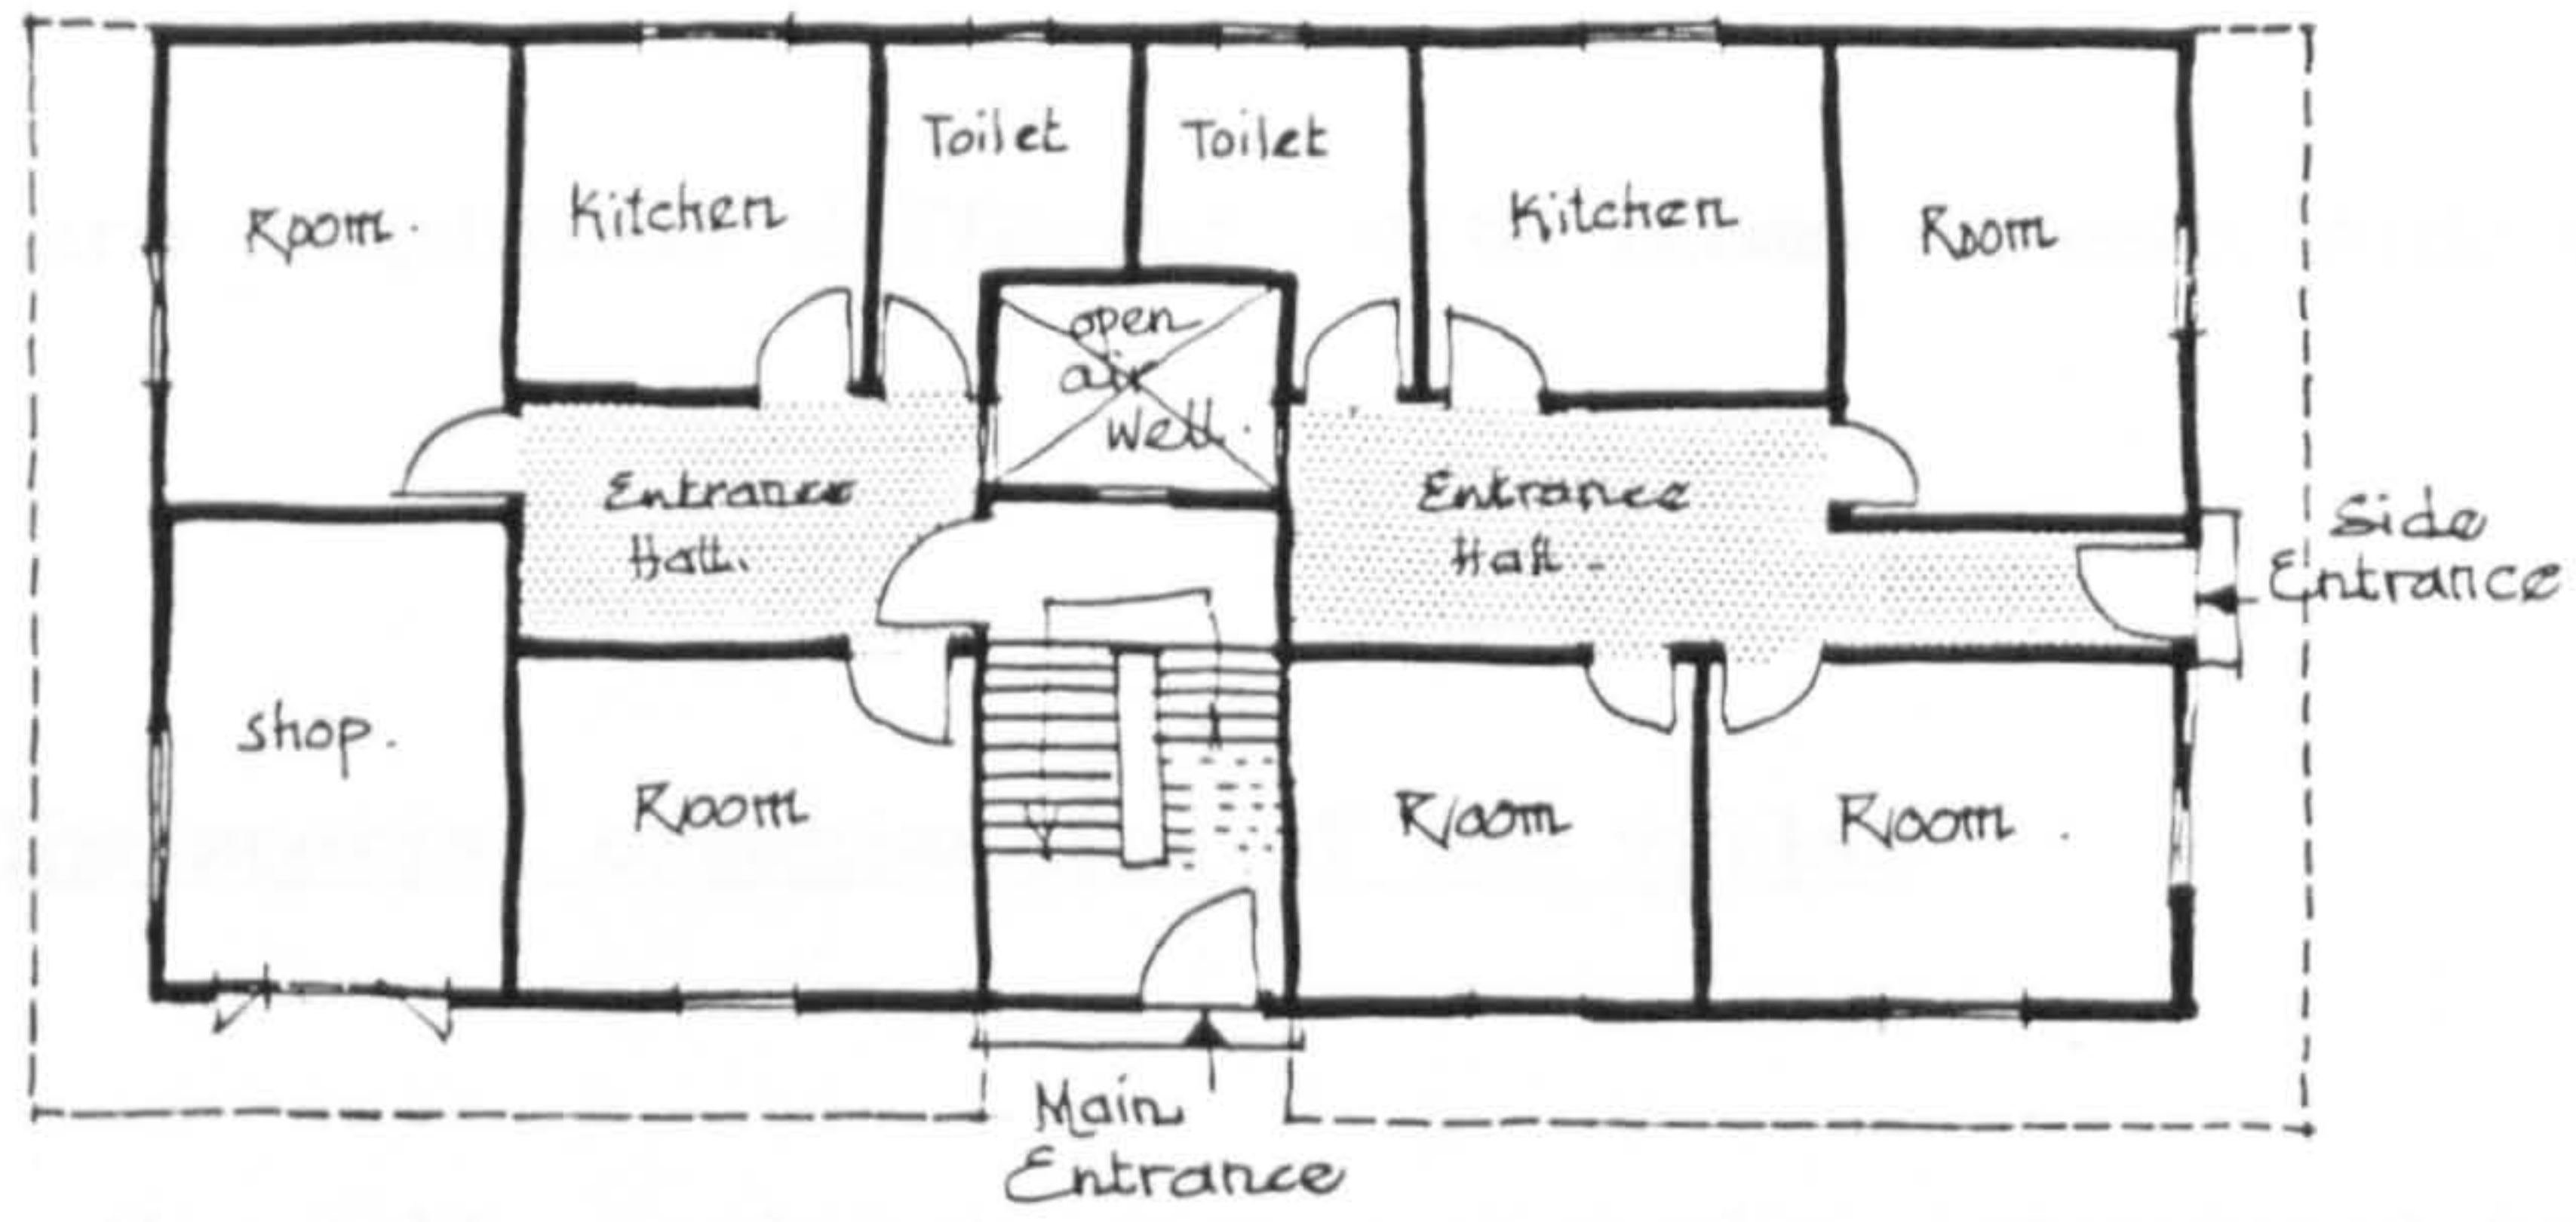 Toilet
Toilet
Room.
Kitchen
Kitchen
Room
open
air
well.
Entrance
Hall.
Entrance
Hall -
Side
Entrance
shop.
Room
Room
Room
Main
Entrance